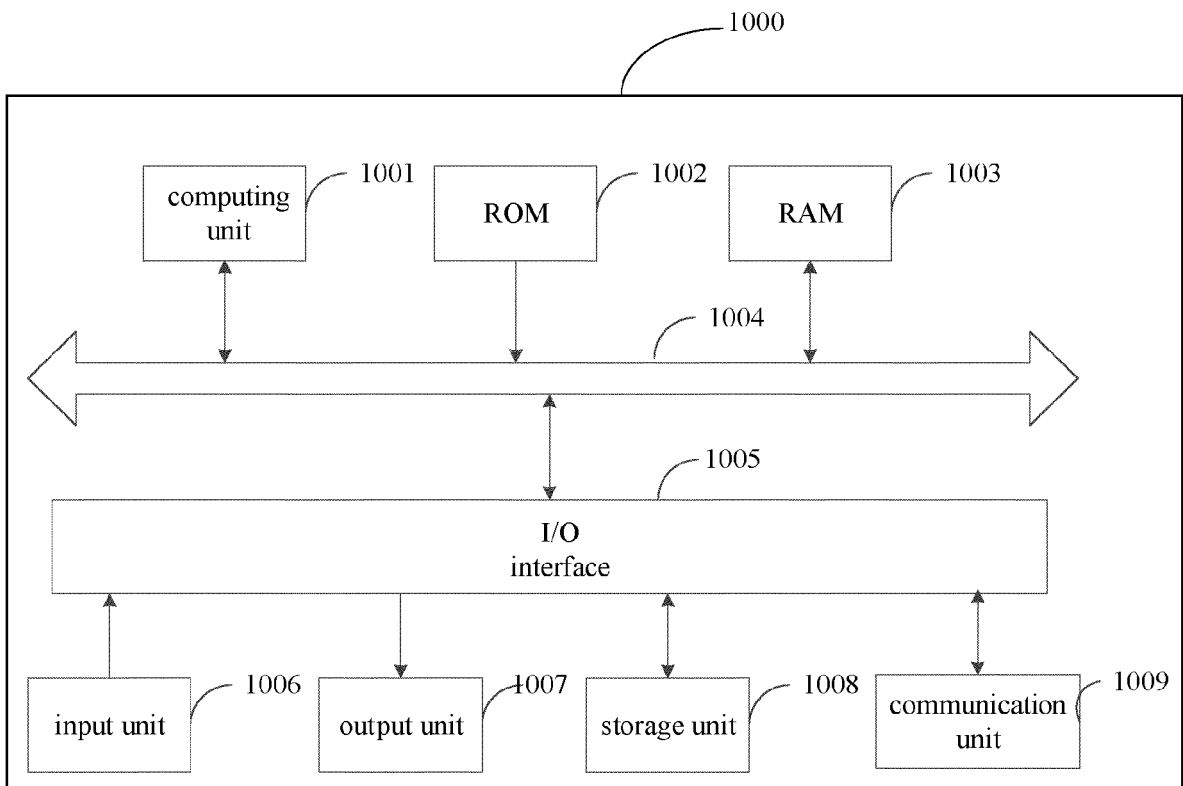 1000
1001
1002
1003
computing
unit
ROM
RAM
1004
1005
I/O
interface
1006
1007
1008
1009
input unit
output unit
storage unit
communication
unit